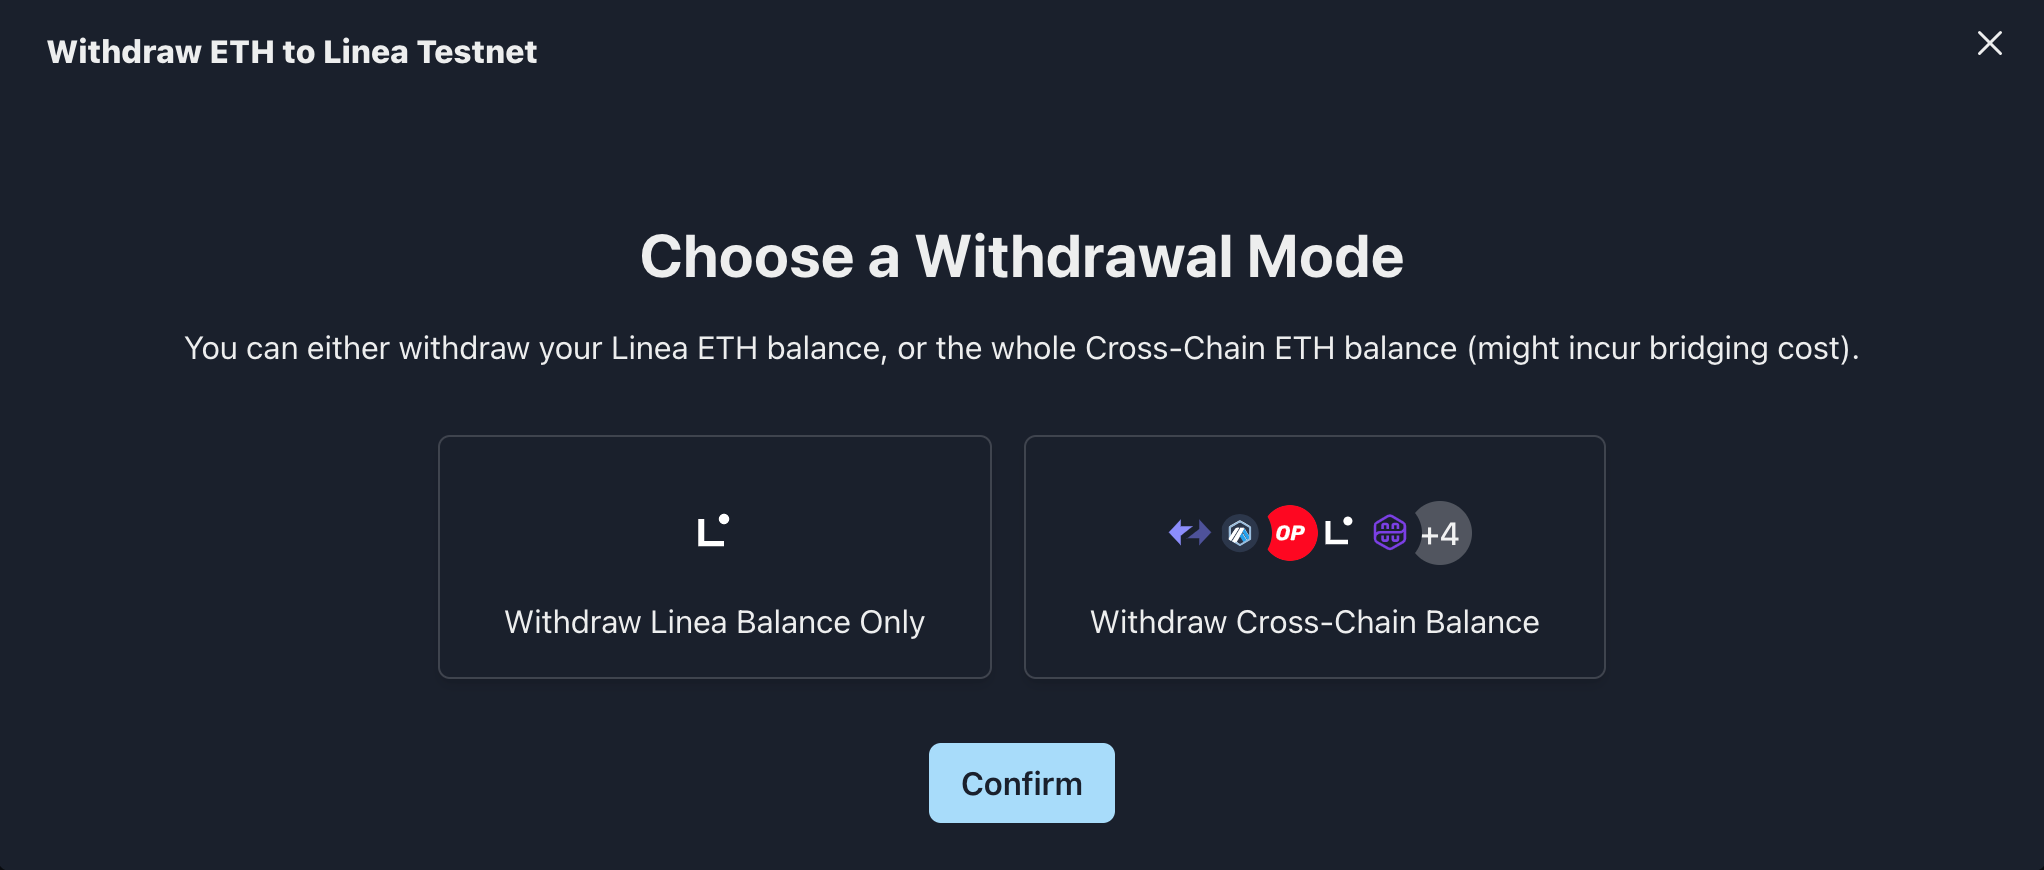 Withdraw ETH to Linea Testnet
Choose a Withdrawal Mode
You can either withdraw your Linea ETH balance, or the whole Cross-Chain ETH balance (might incur bridging cost).
OP
+4
Withdraw Linea Balance Only
Withdraw Cross-Chain Balance
Confirm